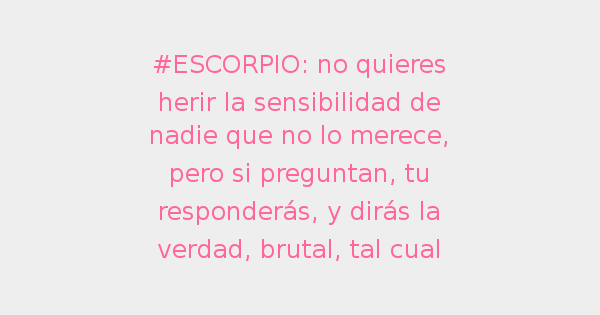 #ESCORPIO: no quieres
herir la sensibilidad de
nadie que no lo merece,
pero si preguntan, tu
responderás, y dirás la
verdad, brutal, tal cual